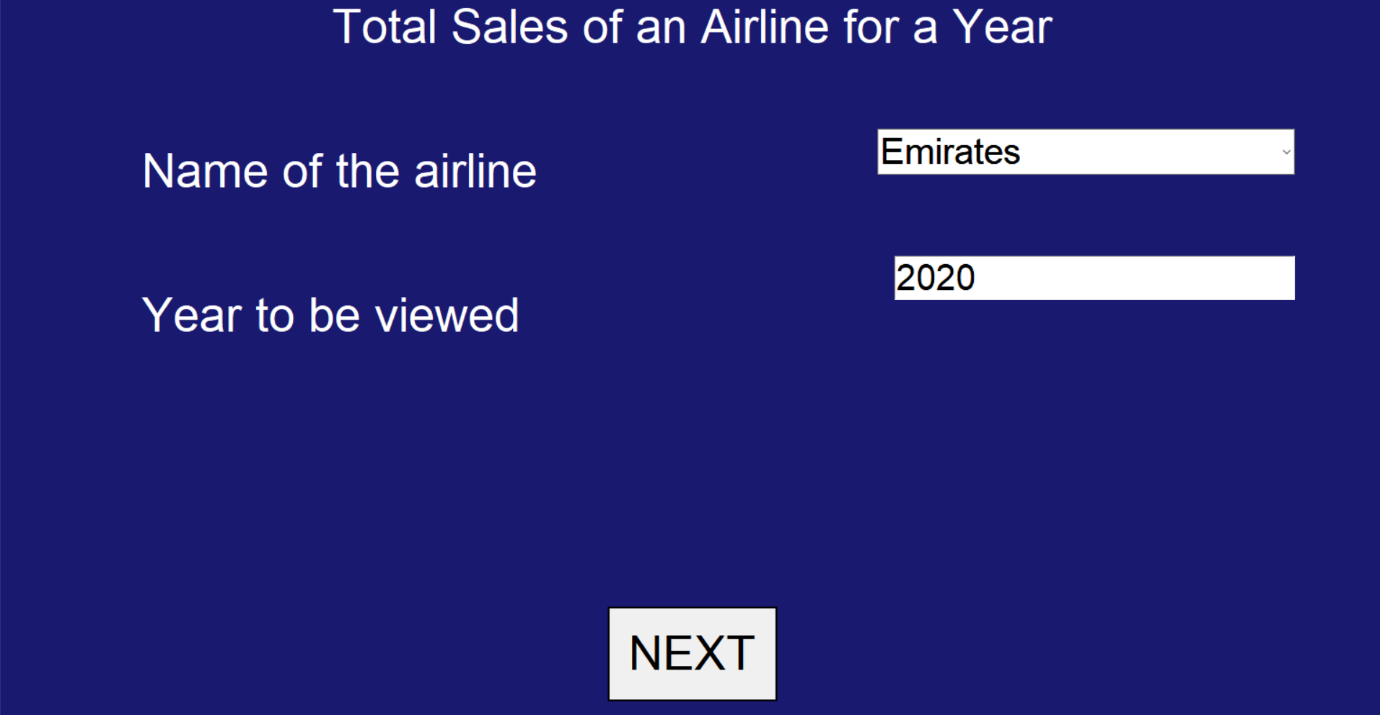 Total Sales of an Airline for a Year
Name of the airline
Emirates
Year to be viewed
2020
NEXT